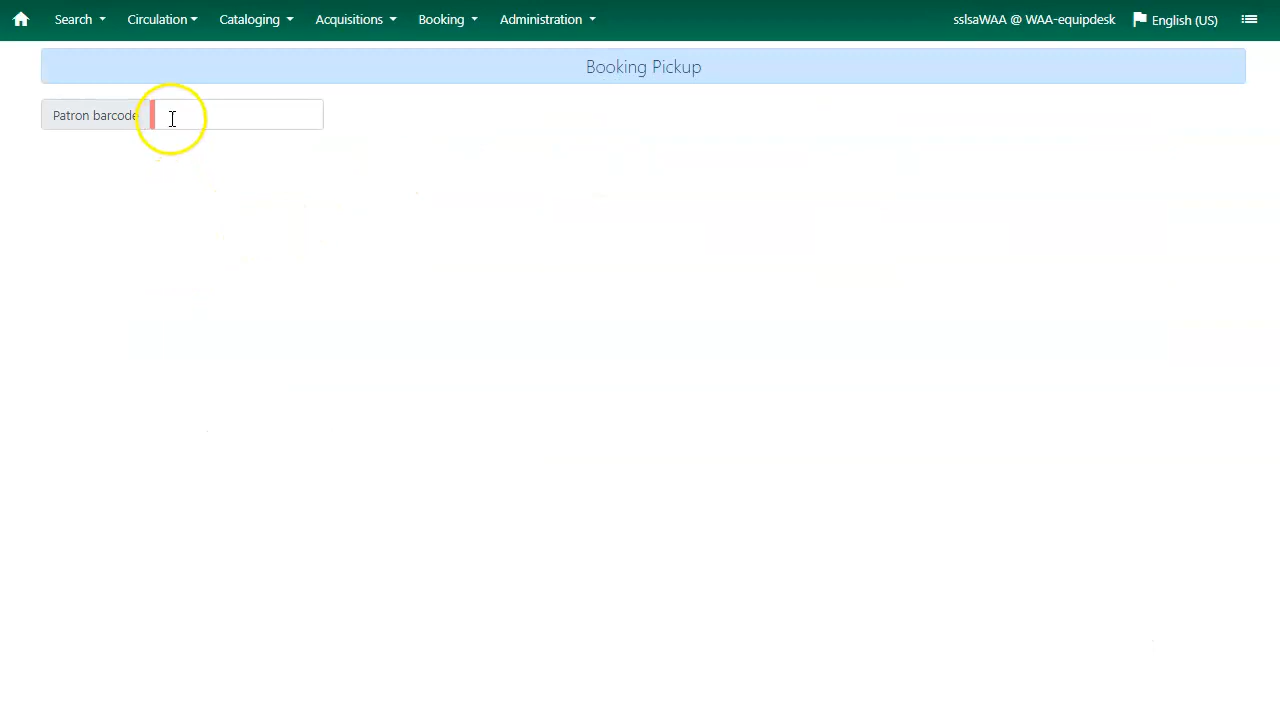 Search Circulation Cataloging Acquisitions Booking Administration sslsaWAA @ WAA-equipdesk English (US)
Booking Pickup
Patron barcode